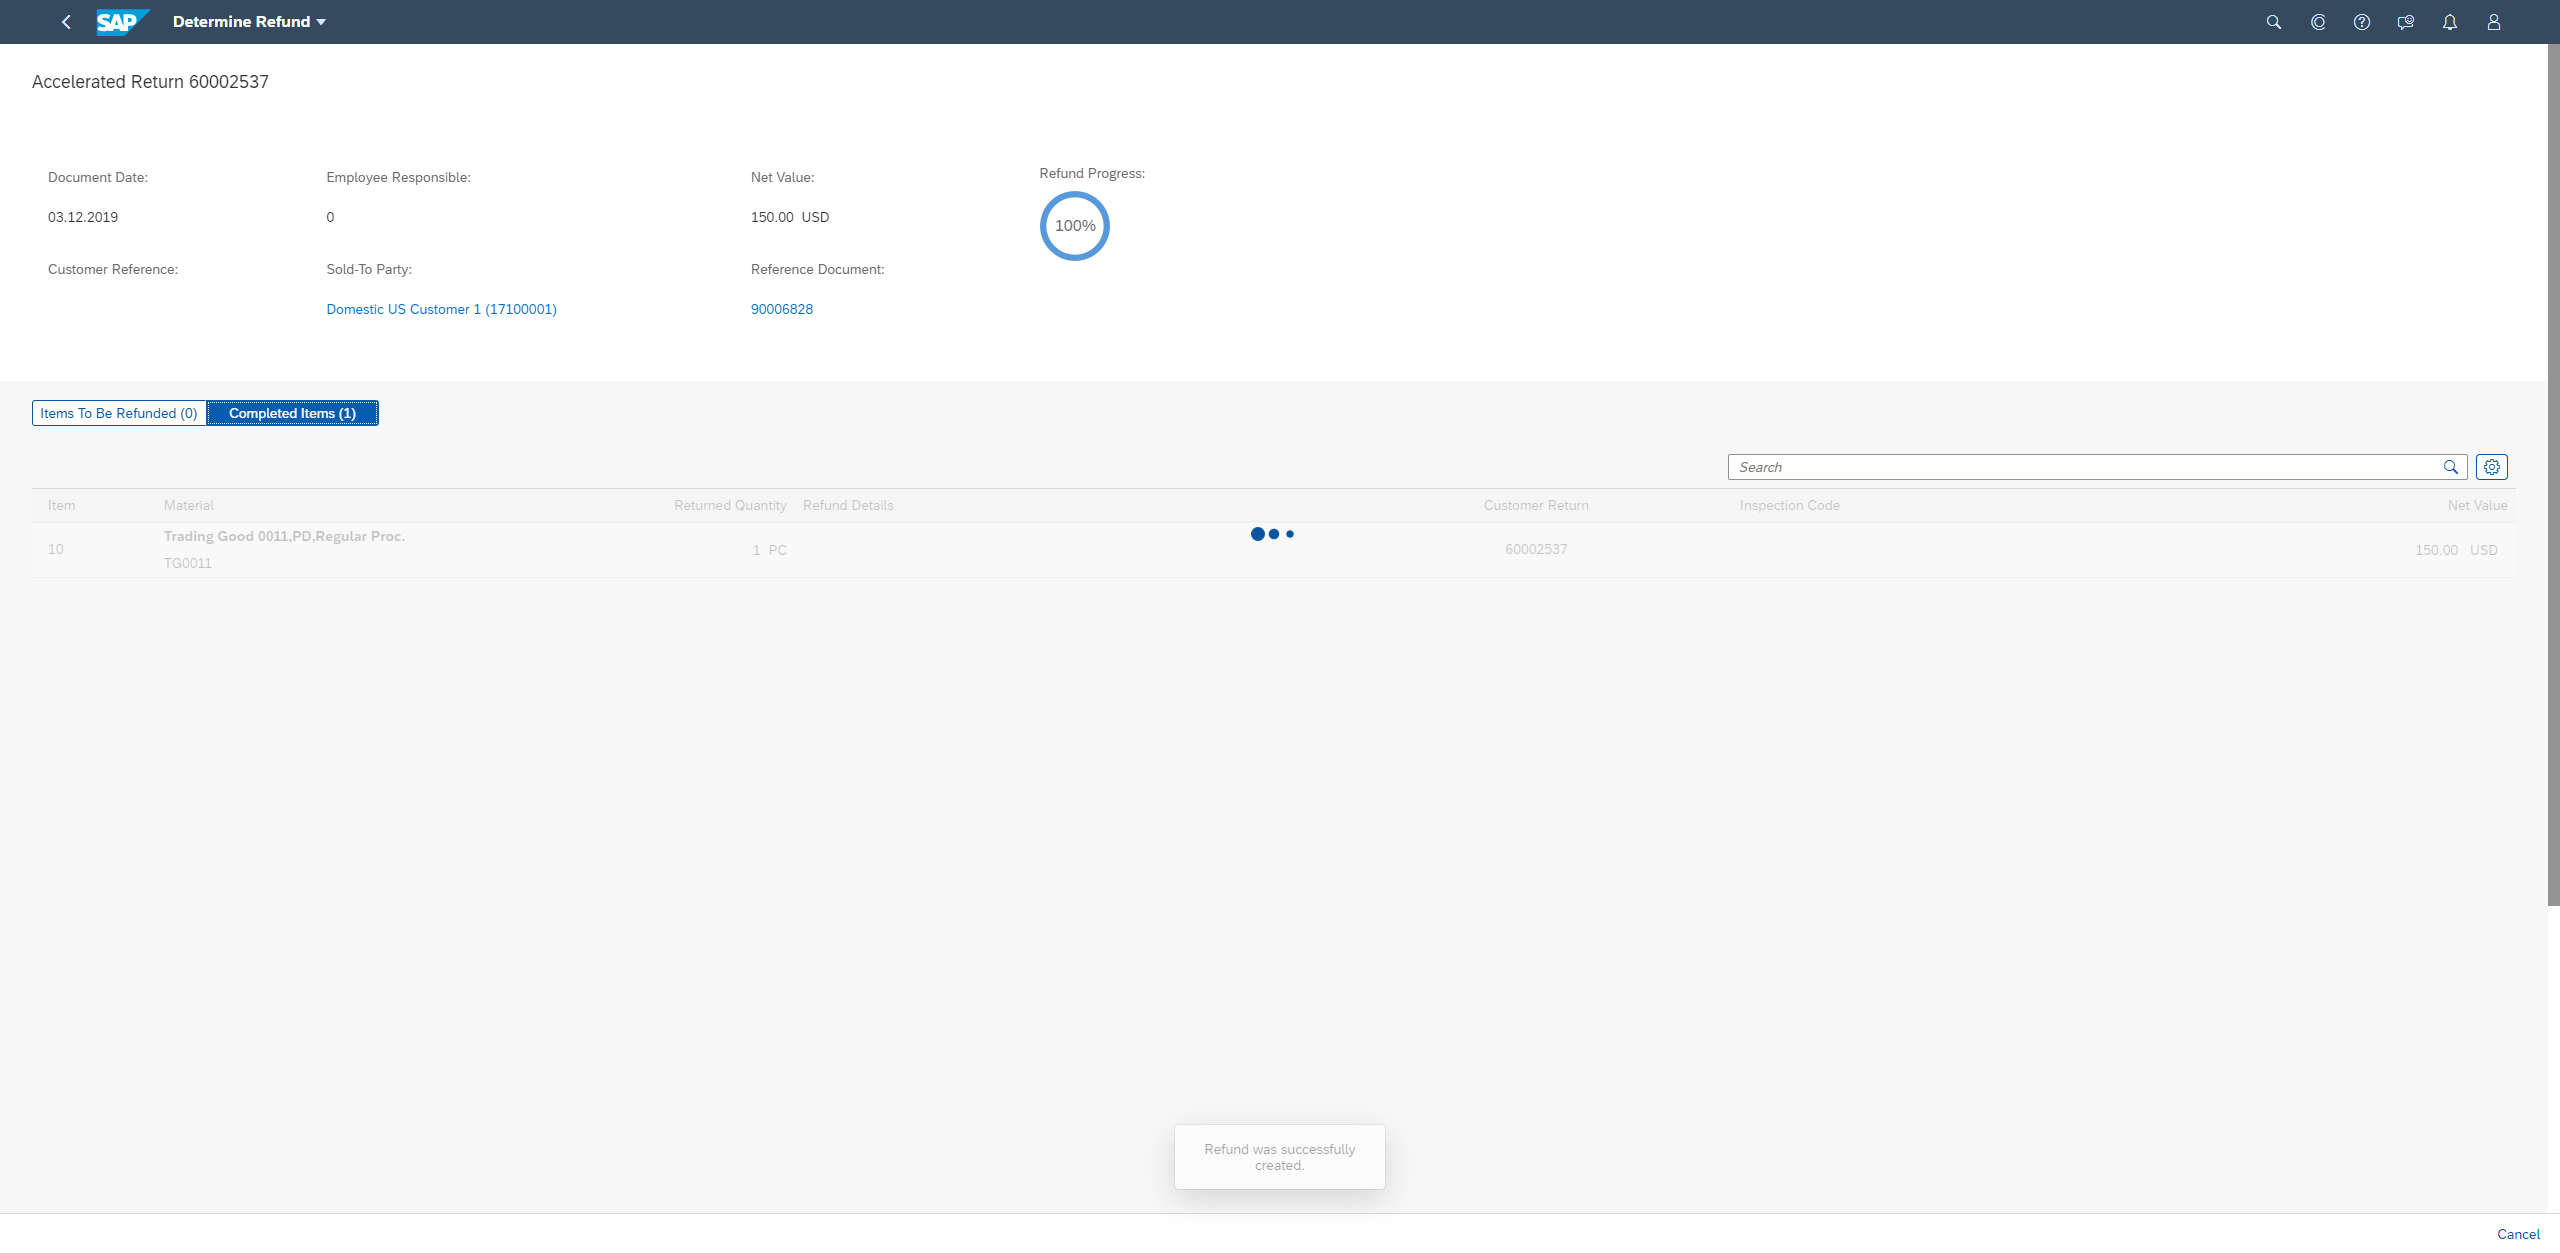 SAP Determine Refund
Accelerated Return 60002537
Document Date:
03.12.2019
Customer Reference:
Employee Responsible:
0
Sold-To Party:
Domestic US Customer 1 (17100001)
Net Value:
150.00 USD
Reference Document:
90006828
Refund Progress:
100%
Items To Be Refunded (0) Completed Items (1)
Search
Item Material Returned Quantity Refund Details Customer Return Inspection Code Net Value
10 Trading Good 0011,PD,Regular Proc. 1 PC 60002537 150.00 USD
TG0011
Refund was successfully
created.
Cancel